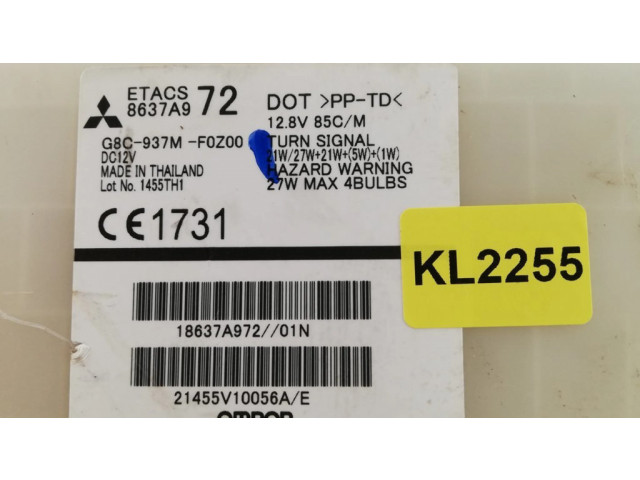 ETACS
8637A9 72
G8C-937M -F0Z00
DC12V
MADE IN THAILAND
Lot No. 1455TH1
DOT >PP-TD<
12.8V 85C/M
TURN SIGNAL
21W/27W+21W+(5W)+(1W)
HAZARD WARNING
27W MAX 4BULBS
CE1731
KL2255
18637A972//01N
21455V10056A/E
OMRON